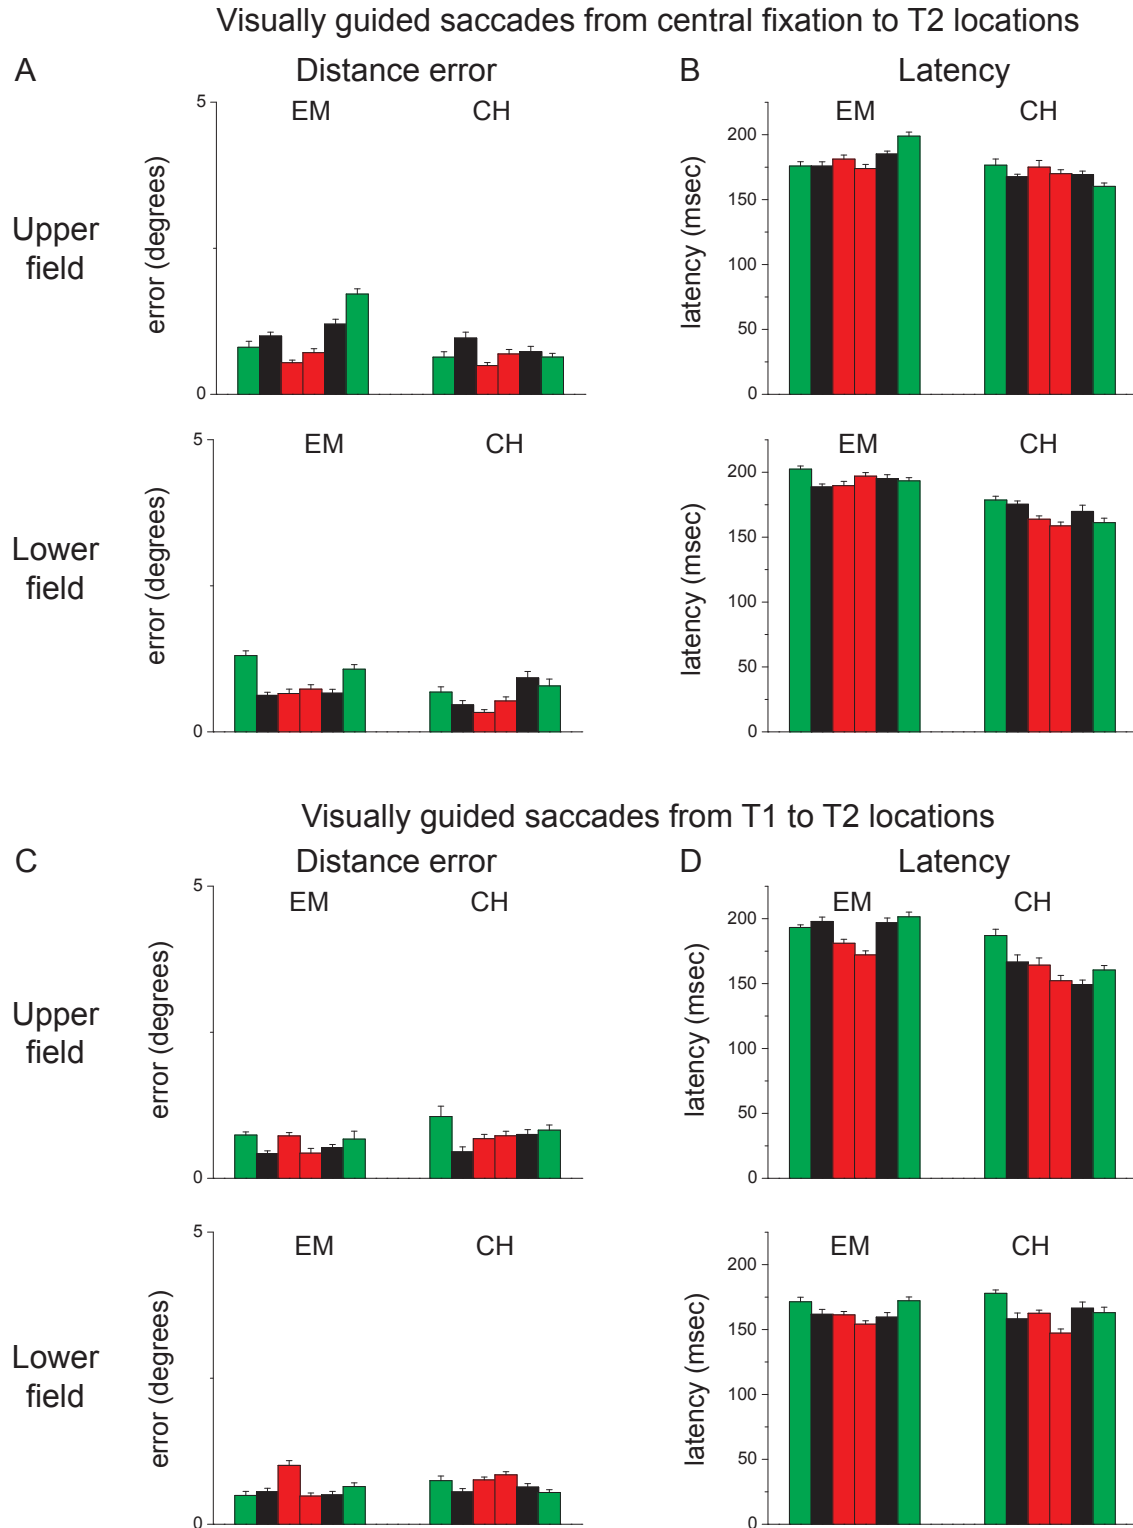 Visually guided saccades from central fixation to T2 locations
A
Distance error
B
Latency
Upper
field
error (degrees)
5
0
EM
CH
latency (msec)
200
150
100
50
0
EM
CH
Lower
field
error (degrees)
5
0
EM
CH
latency (msec)
200
150
100
50
0
EM
CH
Visually guided saccades from T1 to T2 locations
C
Distance error
D
Latency
Upper
field
error (degrees)
5
0
EM
CH
latency (msec)
200
150
100
50
0
EM
CH
Lower
field
error (degrees)
5
0
EM
CH
latency (msec)
200
150
100
50
0
EM
CH